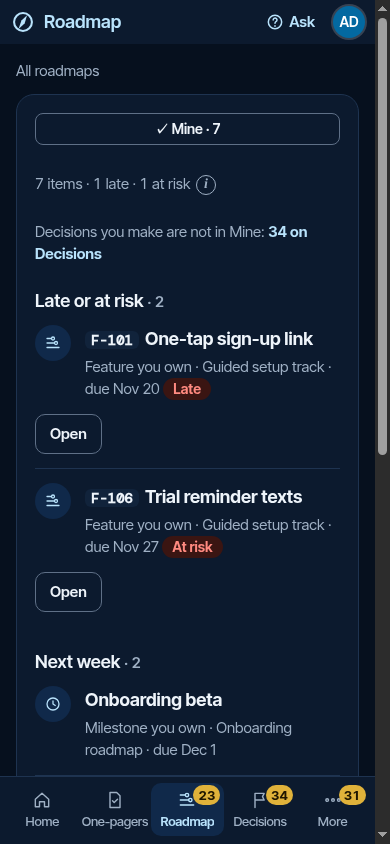 Roadmap
Ask
AD
All roadmaps
✓ Mine · 7
7 items · 1 late · 1 at risk i
Decisions you make are not in Mine: 34 on
Decisions
Late or at risk · 2
F-101 One-tap sign-up link
Feature you own · Guided setup track ·
due Nov 20 Late
Open
F-106 Trial reminder texts
Feature you own · Guided setup track ·
due Nov 27 At risk
Open
Next week · 2
Onboarding beta
Milestone you own · Onboarding
roadmap · due Dec 1
23
34
31
Home
One-pagers
Roadmap
Decisions
More